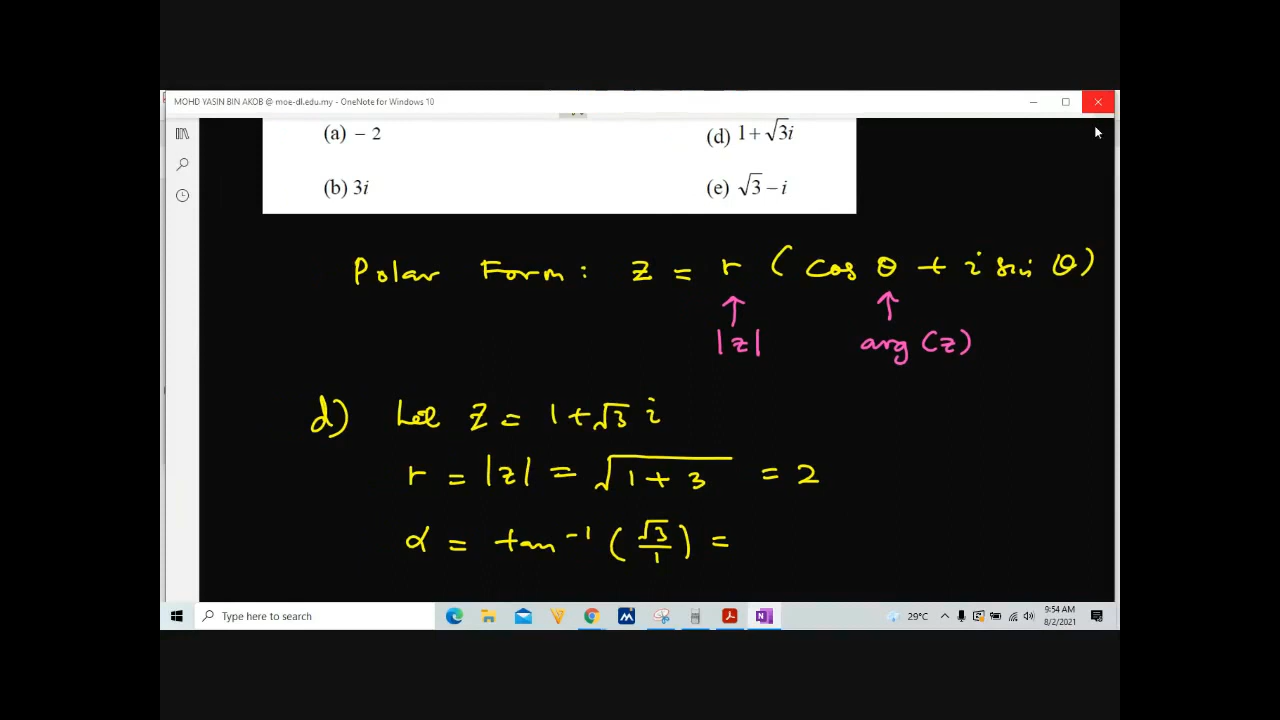 MOHD YASIN BIN AKOB @ moe-dl.edu.my - OneNote for Windows 10
(a) – 2
(d) 1 + √3i
(b) 3i
(e) √3 – i
Polar Form: z = r (cos θ + i sin θ)
|z| arg (z)
d) Let z = 1 + √3 i
r = |z| = √1 + 3 = 2
α = tan⁻¹ (√3/1) =
Type here to search
29°C
9:54 AM
8/2/2021